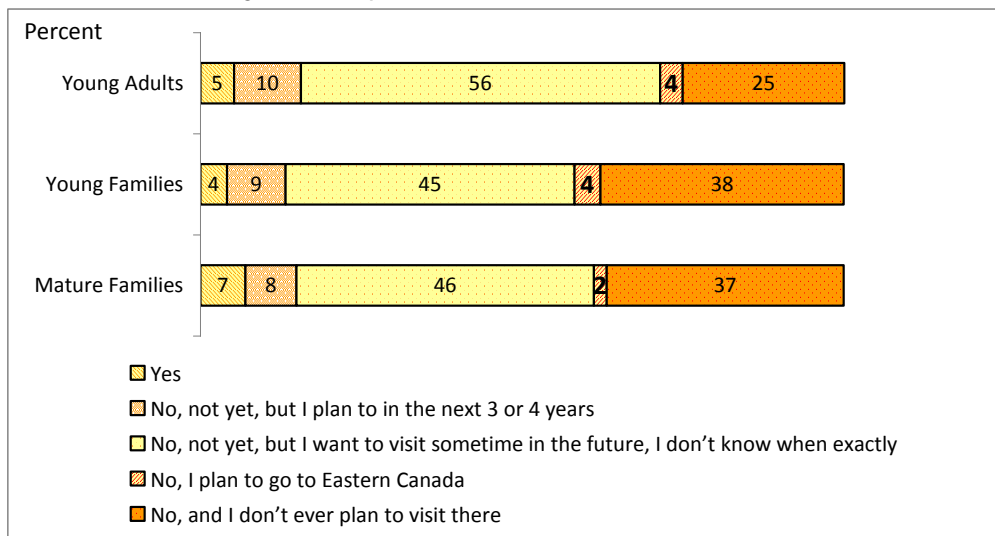 Percent
Young Adults 5 10 56 4 25
Young Families 4 9 45 4 38
Mature Families 7 8 46 2 37
Yes
No, not yet, but I plan to in the next 3 or 4 years
No, not yet, but I want to visit sometime in the future, I don’t know when exactly
No, I plan to go to Eastern Canada
No, and I don’t ever plan to visit there